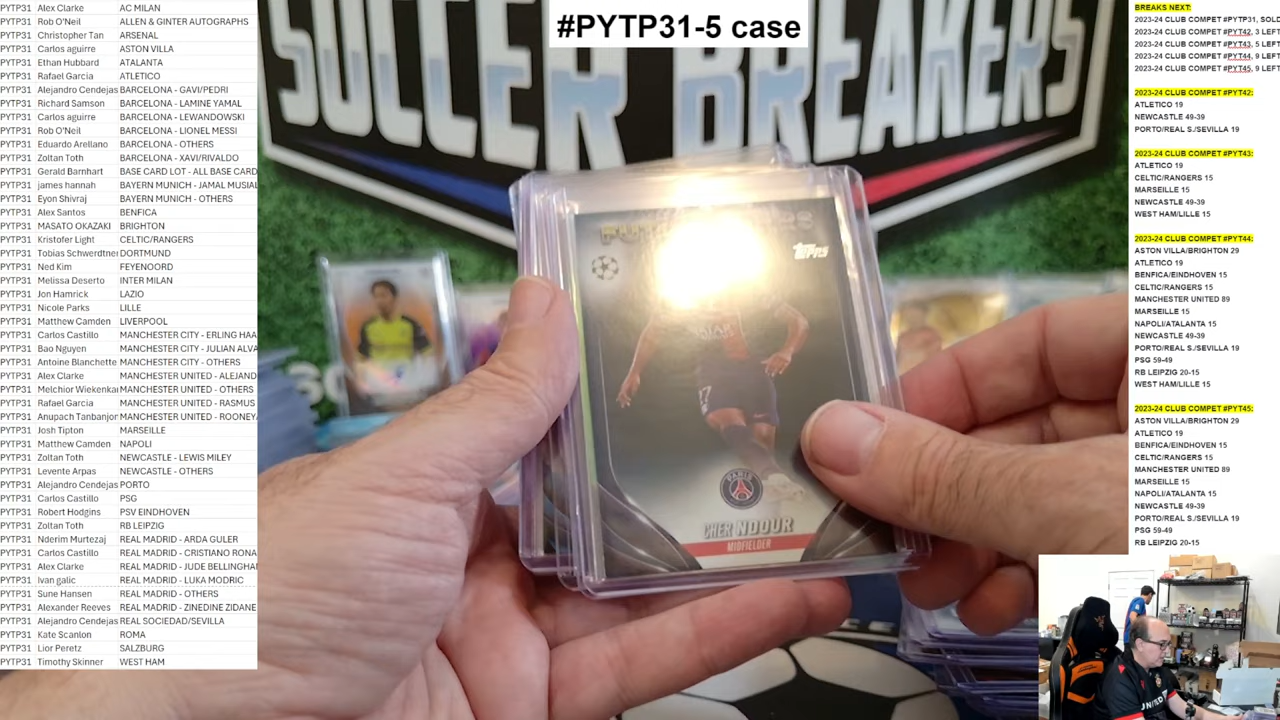 #PYTP31-5 case
SOCCER BREAKERS
PYTP31 Alex Clarke AC MILAN
PYTP31 Rob O'Neil ALLEN & GINTER AUTOGRAPHS
PYTP31 Christopher Tan ARSENAL
PYTP31 Carlos aguirre ASTON VILLA
PYTP31 Ethan Hubbard ATALANTA
PYTP31 Rafael Garcia ATLETICO
PYTP31 Alejandro Cendejas BARCELONA - GAVI/PEDRI
PYTP31 Richard Samson BARCELONA - LAMINE YAMAL
PYTP31 Carlos aguirre BARCELONA - LEWANDOWSKI
PYTP31 Rob O'Neil BARCELONA - LIONEL MESSI
PYTP31 Eduardo Arellano BARCELONA - OTHERS
PYTP31 Zoltan Toth BARCELONA - XAVI/RIVALDO
PYTP31 Gerald Barnhart BASE CARD LOT - ALL BASE CARD
PYTP31 james hannah BAYERN MUNICH - JAMAL MUSIAL
PYTP31 Eyon Shivraj BAYERN MUNICH - OTHERS
PYTP31 Alex Santos BENFICA
PYTP31 MASATO OKAZAKI BRIGHTON
PYTP31 Kristofer Light CELTIC/RANGERS
PYTP31 Tobias Schwerdtner DORTMUND
PYTP31 Ned Kim FEYENOORD
PYTP31 Melissa Deserto INTER MILAN
PYTP31 Jon Hamrick LAZIO
PYTP31 Nicole Parks LILLE
PYTP31 Matthew Camden LIVERPOOL
PYTP31 Carlos Castillo MANCHESTER CITY - ERLING HAA
PYTP31 Bao Nguyen MANCHESTER CITY - JULIAN ALVA
PYTP31 Antoine Blanchette MANCHESTER CITY - OTHERS
PYTP31 Alex Clarke MANCHESTER UNITED - ALEJAND
PYTP31 Melchior Wiekenkar MANCHESTER UNITED - OTHERS
PYTP31 Rafael Garcia MANCHESTER UNITED - RASMUS
PYTP31 Anupach Tanbanjor MANCHESTER UNITED - ROONEY
PYTP31 Josh Tipton MARSEILLE
PYTP31 Matthew Camden NAPOLI
PYTP31 Zoltan Toth NEWCASTLE - LEWIS MILEY
PYTP31 Levente Arpas NEWCASTLE - OTHERS
PYTP31 Alejandro Cendejas PORTO
PYTP31 Carlos Castillo PSG
PYTP31 Robert Hodgins PSV EINDHOVEN
PYTP31 Zoltan Toth RB LEIPZIG
PYTP31 Nderim Murtezaj REAL MADRID - ARDA GULER
PYTP31 Carlos Castillo REAL MADRID - CRISTIANO RONA
PYTP31 Alex Clarke REAL MADRID - JUDE BELLINGHA
PYTP31 Ivan galic REAL MADRID - LUKA MODRIC
PYTP31 Sune Hansen REAL MADRID - OTHERS
PYTP31 Alexander Reeves REAL MADRID - ZINEDINE ZIDANE
PYTP31 Alejandro Cendejas REAL SOCIEDAD/SEVILLA
PYTP31 Kate Scanlon ROMA
PYTP31 Lior Peretz SALZBURG
PYTP31 Timothy Skinner WEST HAM
topps
17
PARIS
CHER NDOUR
MIDFIELDER
BREAKS NEXT:
2023-24 CLUB COMPET #PYTP31, SOLD
2023-24 CLUB COMPET #PYT42, 3 LEFT
2023-24 CLUB COMPET #PYT43, 5 LEFT
2023-24 CLUB COMPET #PYT44, 9 LEFT
2023-24 CLUB COMPET #PYT45, 9 LEFT
2023-24 CLUB COMPET #PYT42:
ATLETICO 19
NEWCASTLE 49-39
PORTO/REAL S./SEVILLA 19
2023-24 CLUB COMPET #PYT43:
ATLETICO 19
CELTIC/RANGERS 15
MARSEILLE 15
NEWCASTLE 49-39
WEST HAM/LILLE 15
2023-24 CLUB COMPET #PYT44:
ASTON VILLA/BRIGHTON 29
ATLETICO 19
BENFICA/EINDHOVEN 15
CELTIC/RANGERS 15
MANCHESTER UNITED 89
MARSEILLE 15
NAPOLI/ATALANTA 15
NEWCASTLE 49-39
PORTO/REAL S./SEVILLA 19
PSG 59-49
RB LEIPZIG 20-15
WEST HAM/LILLE 15
2023-24 CLUB COMPET #PYT45:
ASTON VILLA/BRIGHTON 29
ATLETICO 19
BENFICA/EINDHOVEN 15
CELTIC/RANGERS 15
MANCHESTER UNITED 89
MARSEILLE 15
NAPOLI/ATALANTA 15
NEWCASTLE 49-39
PORTO/REAL S./SEVILLA 19
PSG 59-49
RB LEIPZIG 20-15